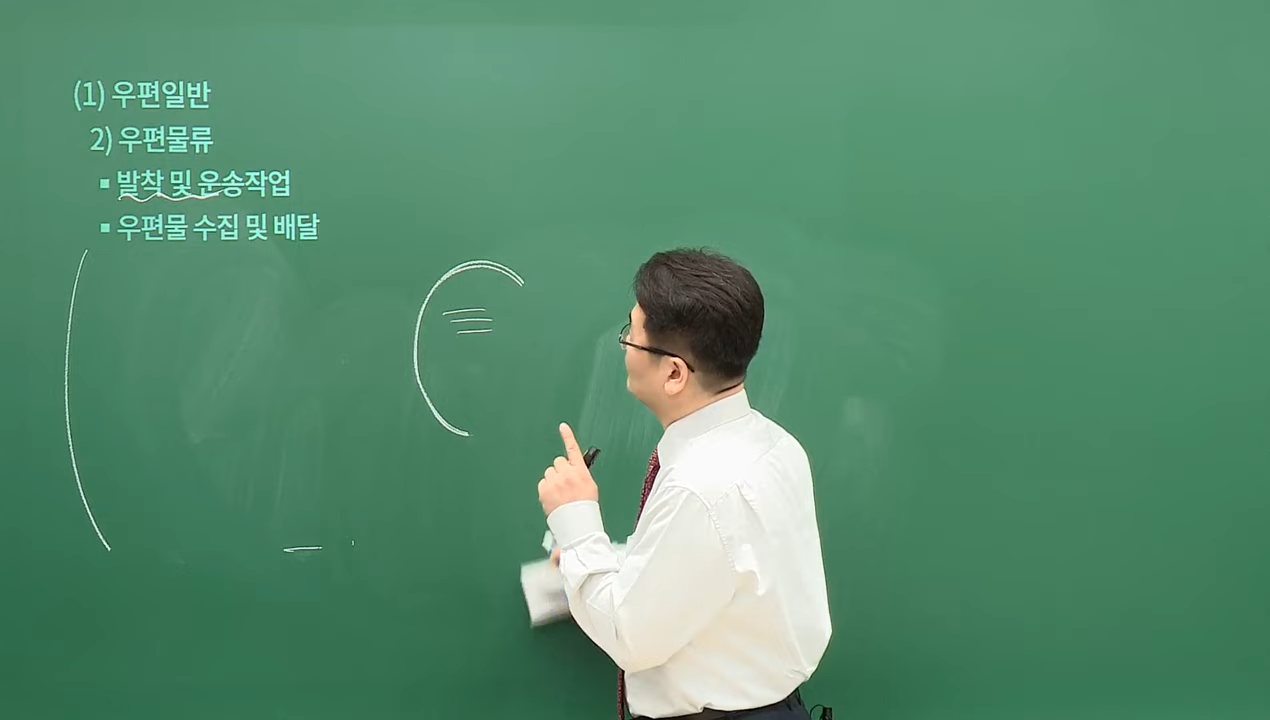 (1) 우편일반
2) 우편물류
▪ 발착 및 운송작업
▪ 우편물 수집 및 배달